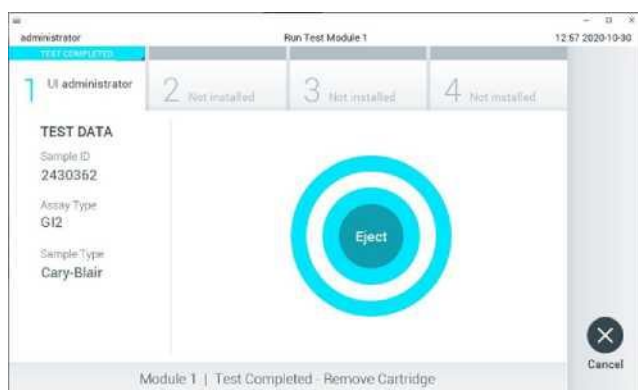 administrator
Run Test Module 1
12:57 2020-10-30
TEST COMPLETED
1 UI administrator
2 Not installed
3 Not installed
4 Not installed
TEST DATA
Sample ID
2430362
Assay Type
GI2
Sample Type
Cary-Blair
Eject
Cancel
Module 1 | Test Completed - Remove Cartridge